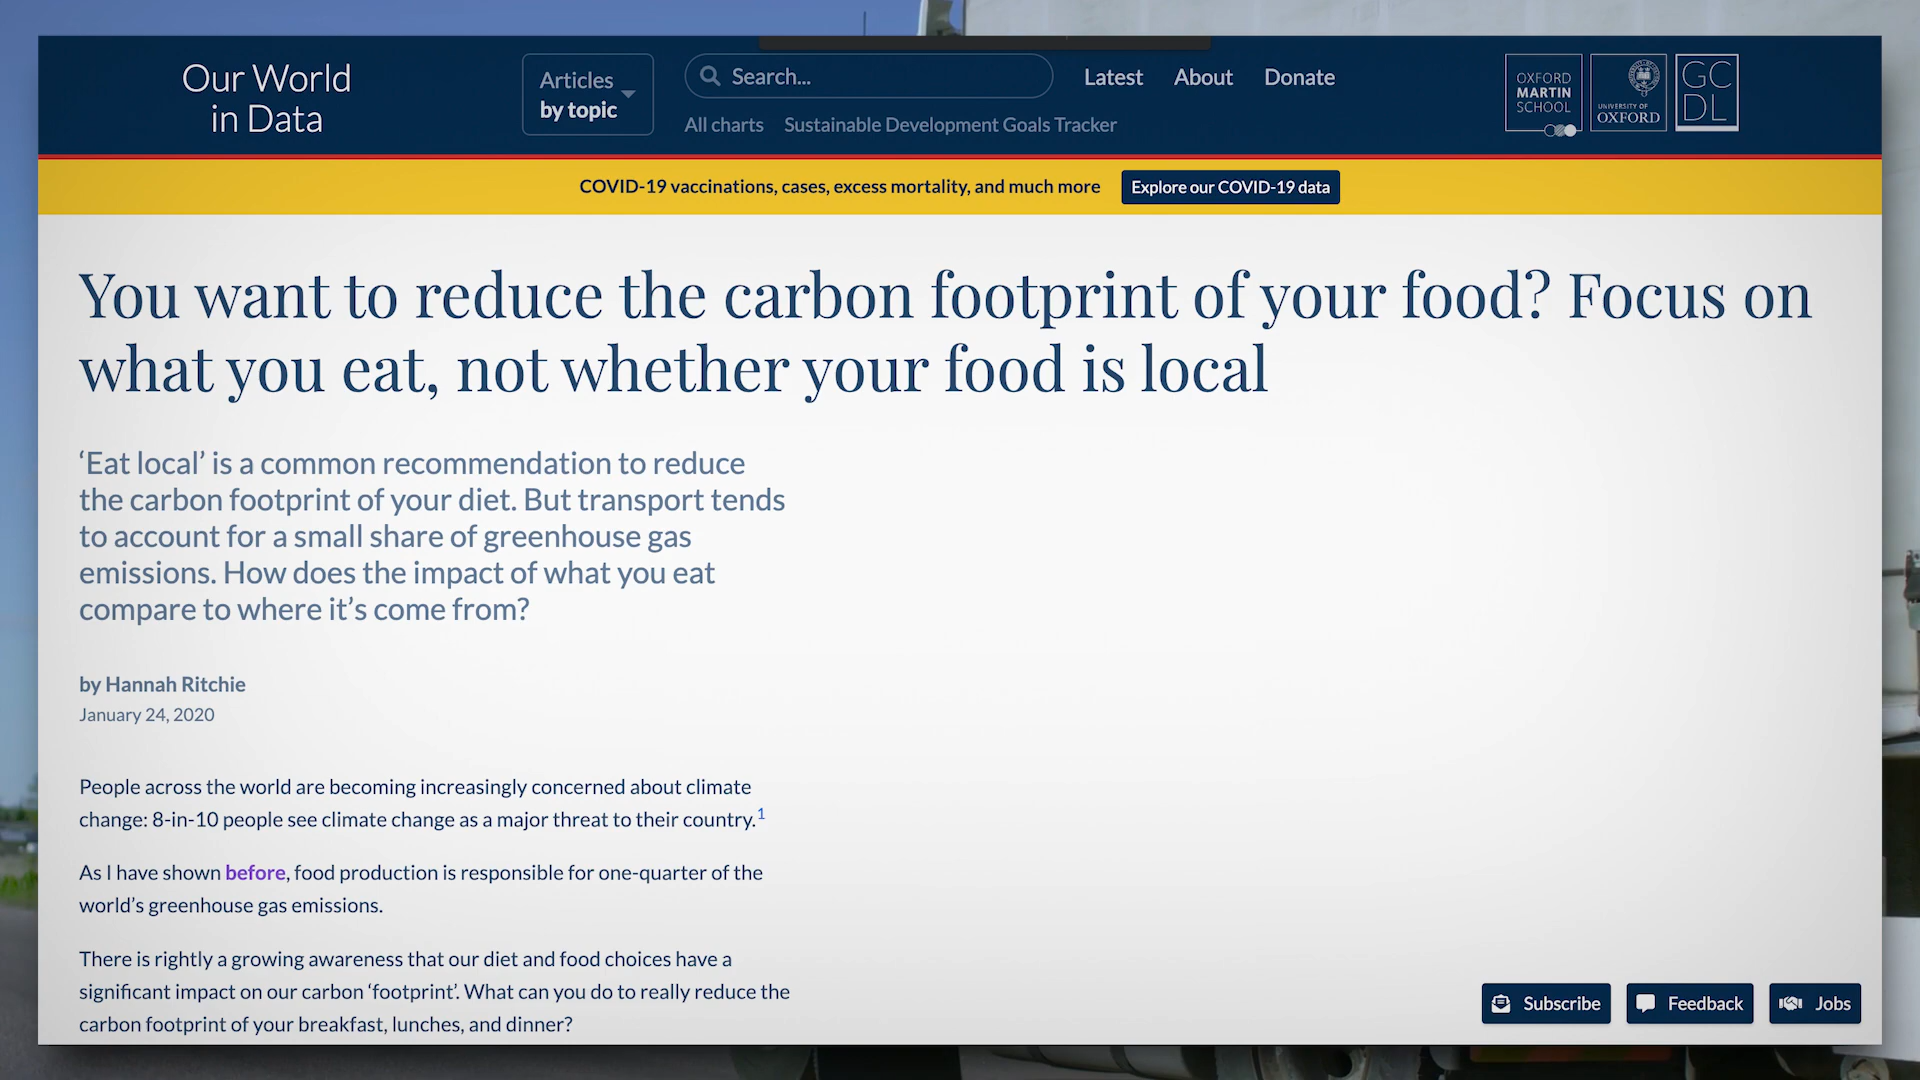 Our World
in Data
Articles
by topic
Search...
Latest
About
Donate
All charts
Sustainable Development Goals Tracker
OXFORD
MARTIN
SCHOOL
UNIVERSITY OF
OXFORD
GC
DL
COVID-19 vaccinations, cases, excess mortality, and much more
Explore our COVID-19 data
You want to reduce the carbon footprint of your food? Focus on
what you eat, not whether your food is local
‘Eat local’ is a common recommendation to reduce
the carbon footprint of your diet. But transport tends
to account for a small share of greenhouse gas
emissions. How does the impact of what you eat
compare to where it’s come from?
by Hannah Ritchie
January 24, 2020
People across the world are becoming increasingly concerned about climate
change: 8-in-10 people see climate change as a major threat to their country.1
As I have shown before, food production is responsible for one-quarter of the
world’s greenhouse gas emissions.
There is rightly a growing awareness that our diet and food choices have a
significant impact on our carbon ‘footprint’. What can you do to really reduce the
carbon footprint of your breakfast, lunches, and dinner?
Subscribe
Feedback
Jobs